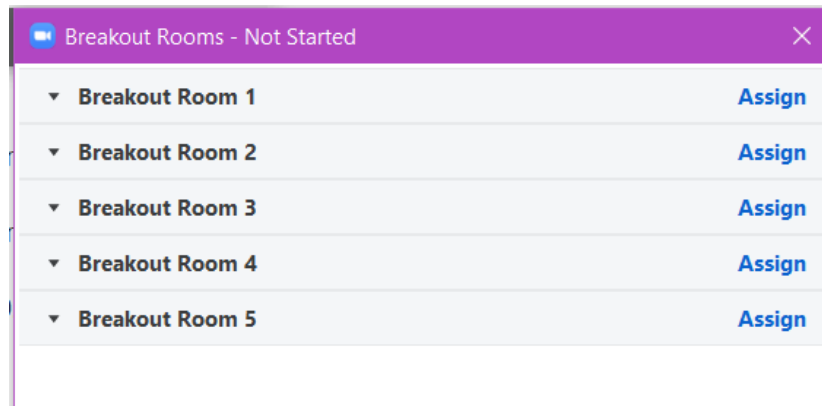 Breakout Rooms - Not Started
Breakout Room 1 Assign
Breakout Room 2 Assign
Breakout Room 3 Assign
Breakout Room 4 Assign
Breakout Room 5 Assign